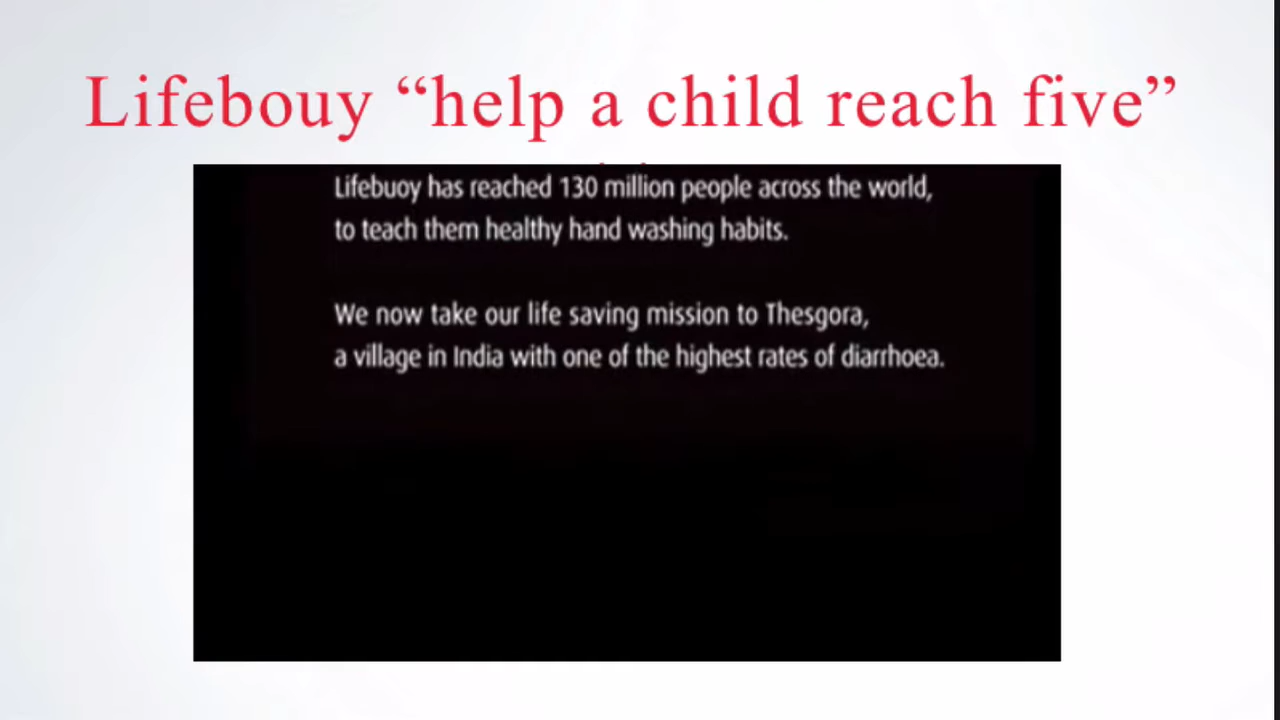 Lifebouy “help a child reach five”
Lifebuoy has reached 130 million people across the world,
to teach them healthy hand washing habits.
We now take our life saving mission to Thesgora,
a village in India with one of the highest rates of diarrhoea.